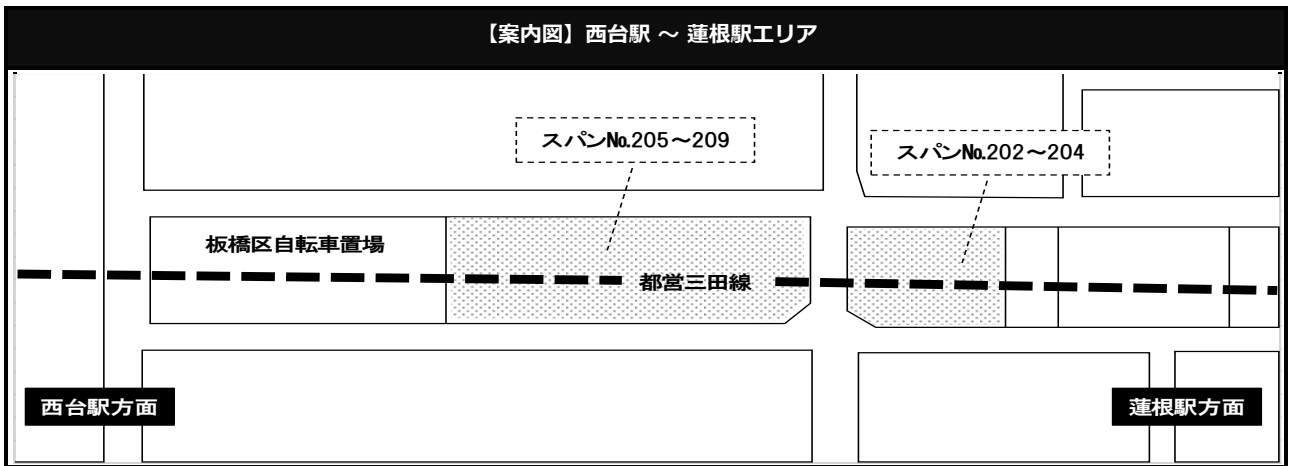 【案内図】西台駅 ～ 蓮根駅エリア
スパン№205～209
スパン№202～204
板橋区自転車置場
都営三田線
西台駅方面
蓮根駅方面